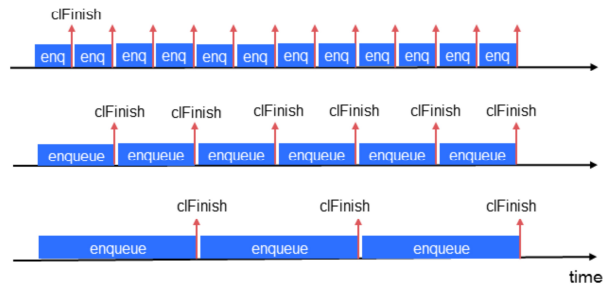 clFinish
enq enq enq enq enq enq enq enq enq enq enq enq
clFinish clFinish clFinish clFinish clFinish clFinish
enqueue enqueue enqueue enqueue enqueue enqueue
clFinish clFinish clFinish
enqueue enqueue enqueue
time